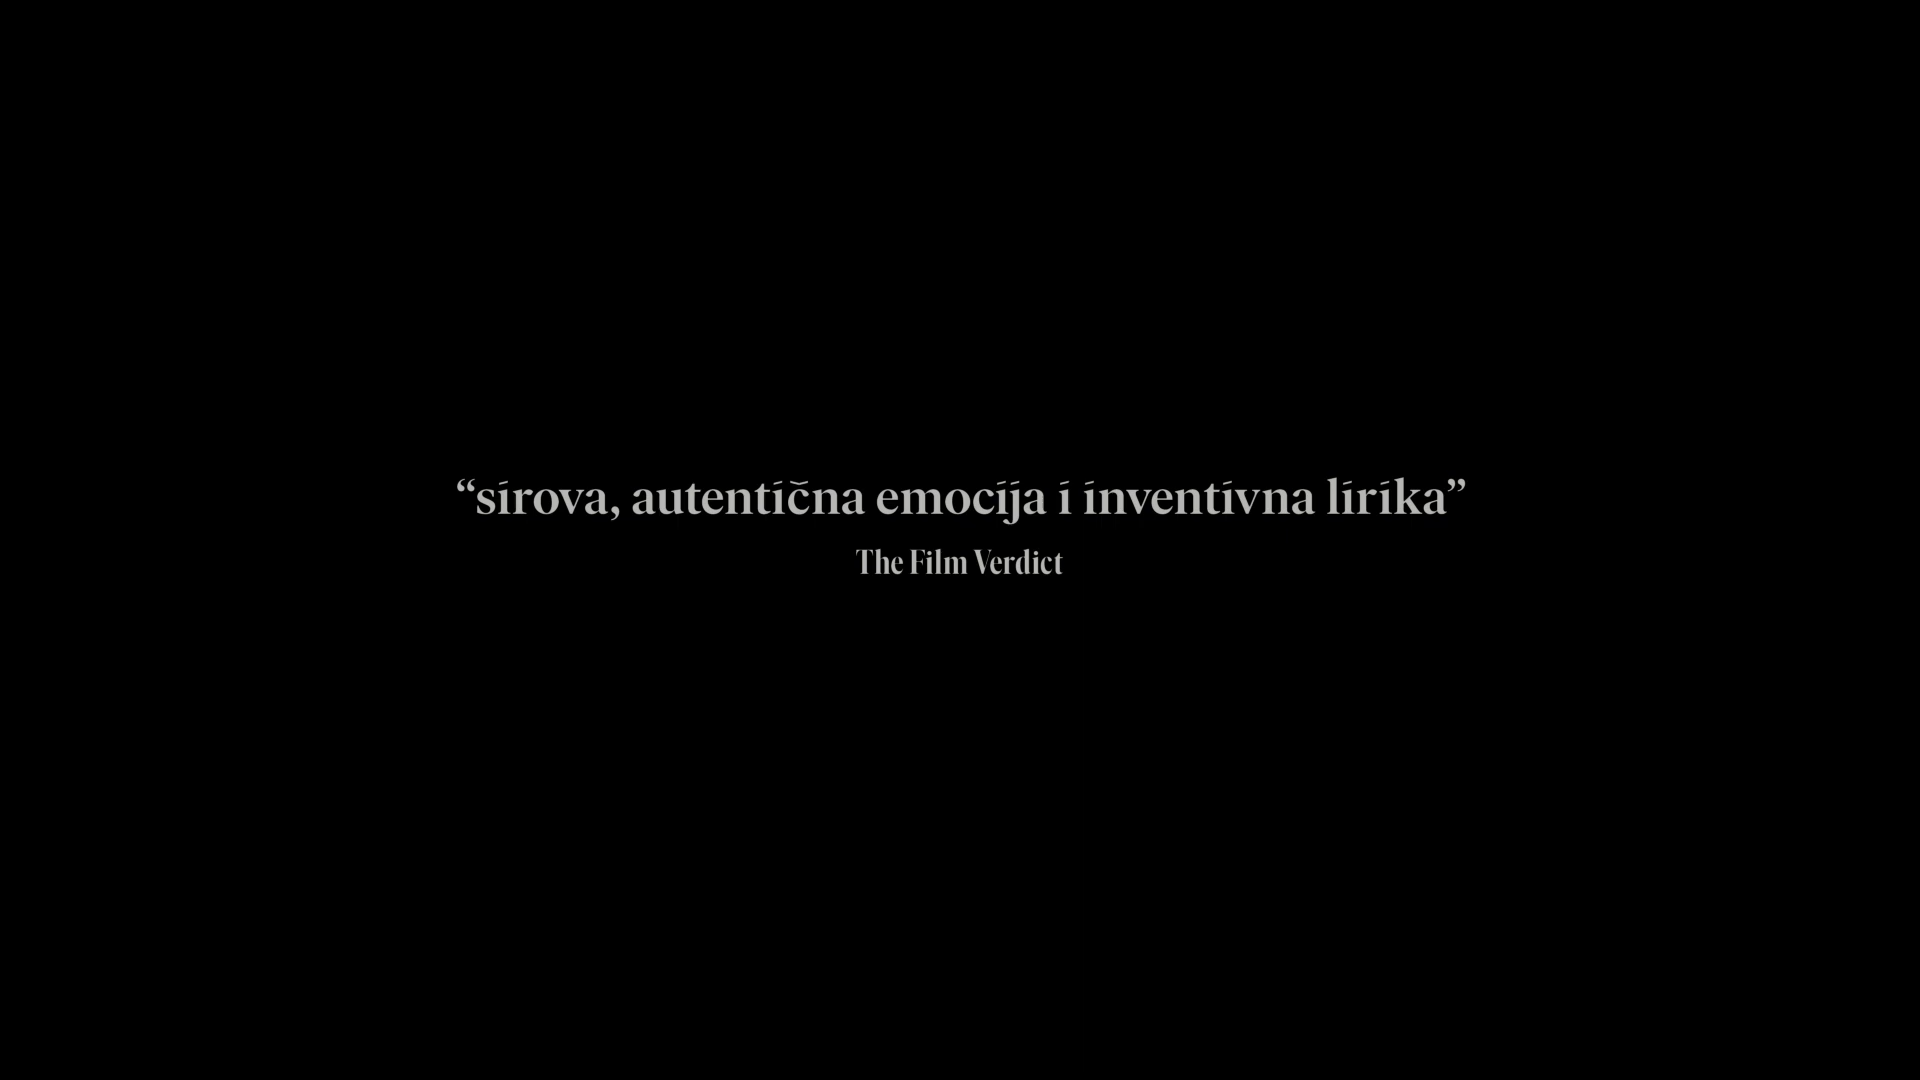 “sirova, autentična emocija i inventivna lirika”
The Film Verdict